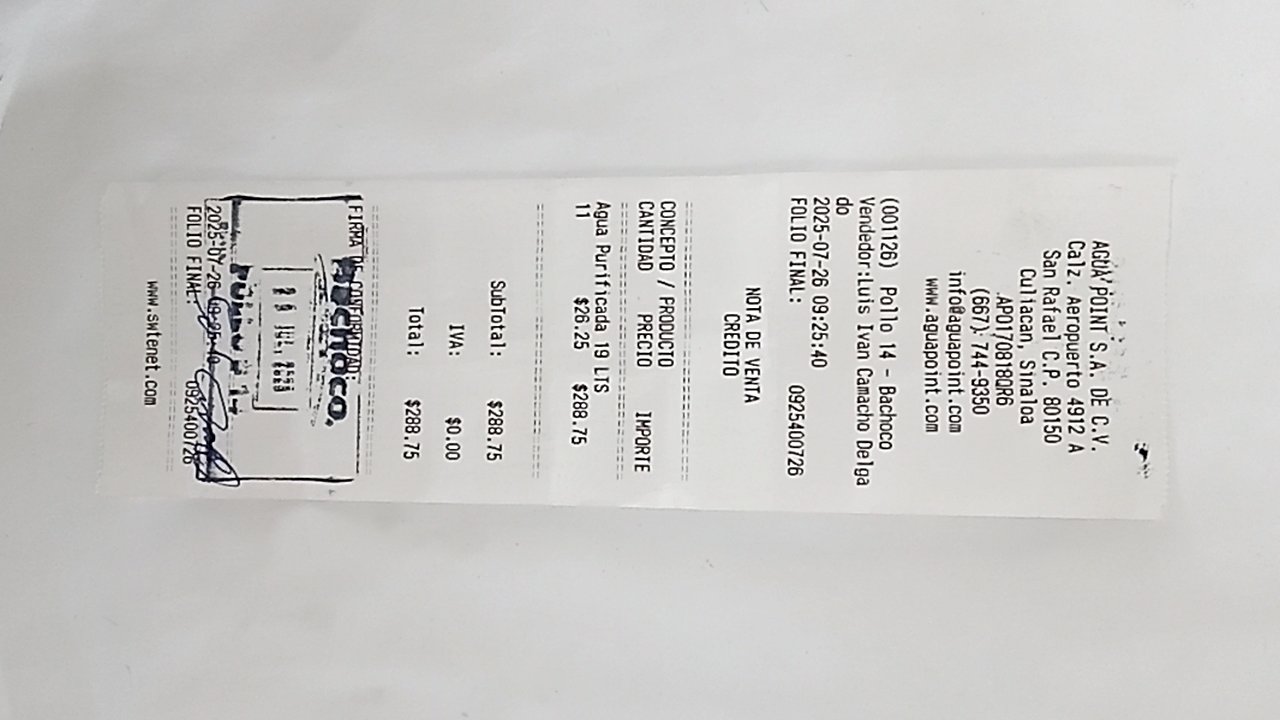 AGUA POINT S.A. DE C.V.
Calz. Aeropuerto 4912 A
San Rafael C.P. 80150
Culiacan, Sinaloa
APO170818QR6
(667) 744-9350
info@aguapoint.com
www.aguapoint.com
(001126) Pollo 14 - Bachoco
Vendedor:Luis Ivan Camacho Delga
do
2025-07-26 09:25:40
FOLIO FINAL: 0925400726
NOTA DE VENTA
CREDITO
CONCEPTO / PRODUCTO
CANTIDAD PRECIO IMPORTE
Agua Purificada 19 LTS
11 $26.25 $288.75
SubTotal: $288.75
IVA: $0.00
Total: $288.75
FIRMA DE CONFORMIDAD:
BACHOCO.
2025-07-26 09:25:40
FOLIO FINAL: 0925400726
www.swtenet.com